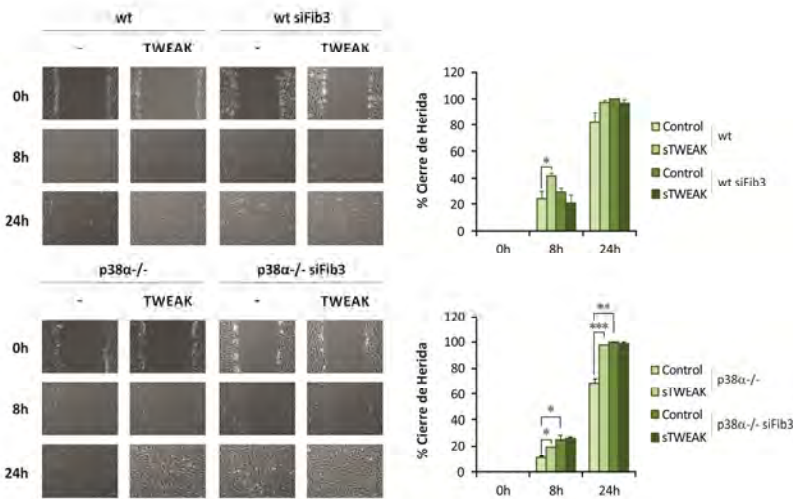 wt
wt siFib3
- TWEAK - TWEAK
0h
8h
24h
% Cierre de Herida
120
100
80
60
40
20
0
*
0h 8h 24h
Control
sTWEAK
wt
Control
sTWEAK
wt siFib3
p38α-/-
p38α-/- siFib3
- TWEAK - TWEAK
0h
8h
24h
% Cierre de Herida
120
100
80
60
40
20
0
*
*
***
**
0h 8h 24h
Control
sTWEAK
p38α-/-
Control
sTWEAK
p38α-/- siFib3